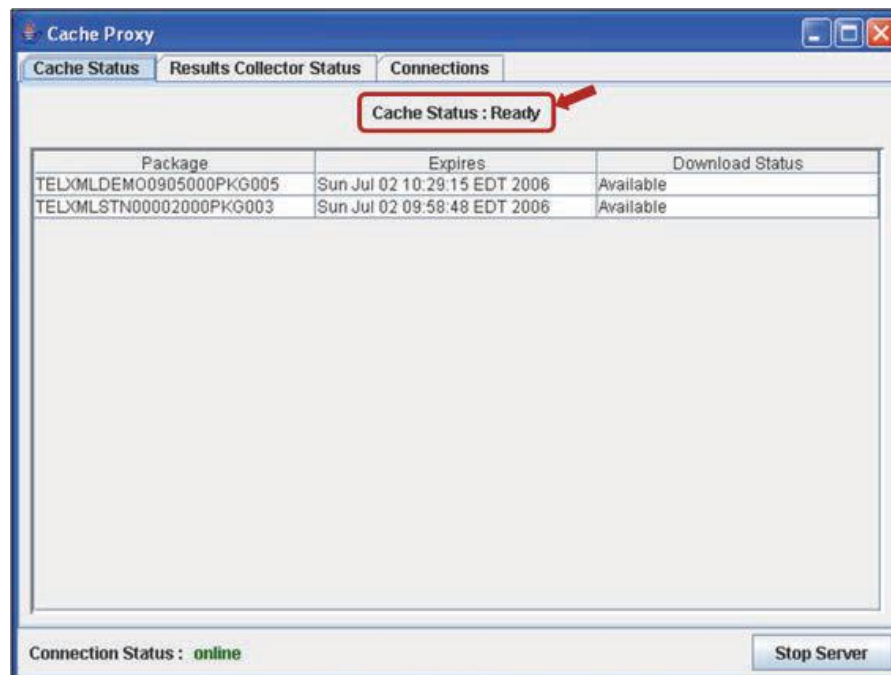 Cache Proxy
Cache Status Results Collector Status Connections
Cache Status : Ready
Package Expires Download Status
TELXMLDEMO0905000PKG005 Sun Jul 02 10:29:15 EDT 2006 Available
TELXMLSTN00002000PKG003 Sun Jul 02 09:58:48 EDT 2006 Available
Connection Status : online Stop Server